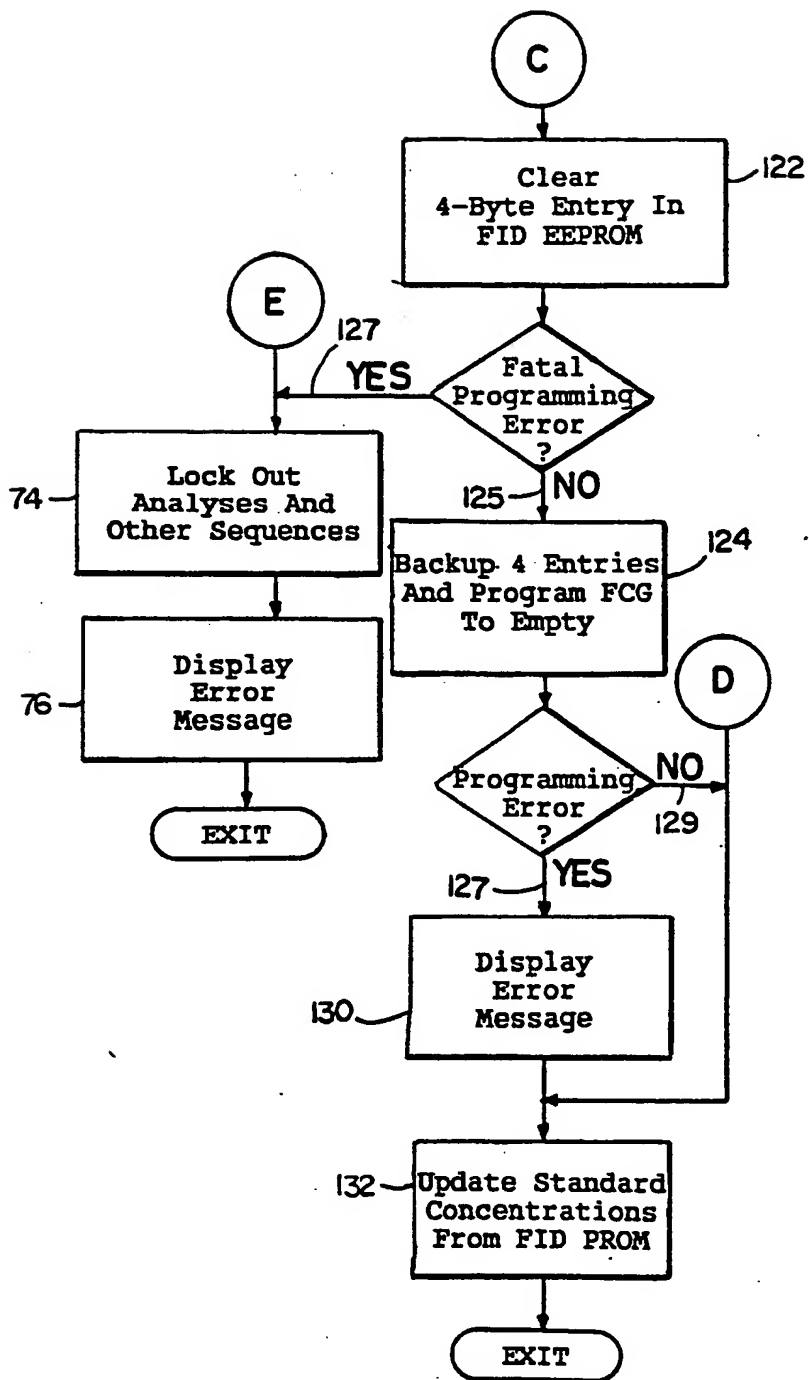 C
Clear
4-Byte Entry In
FID EEPROM
122
E
127
YES
Fatal
Programming
Error
?
125
NO
74
Lock Out
Analyses And
Other Sequences
Backup 4 Entries
And Program FCG
To Empty
124
76
Display
Error
Message
D
EXIT
Programming
Error
?
NO
129
127
YES
130
Display
Error
Message
132
Update Standard
Concentrations
From FID PROM
EXIT